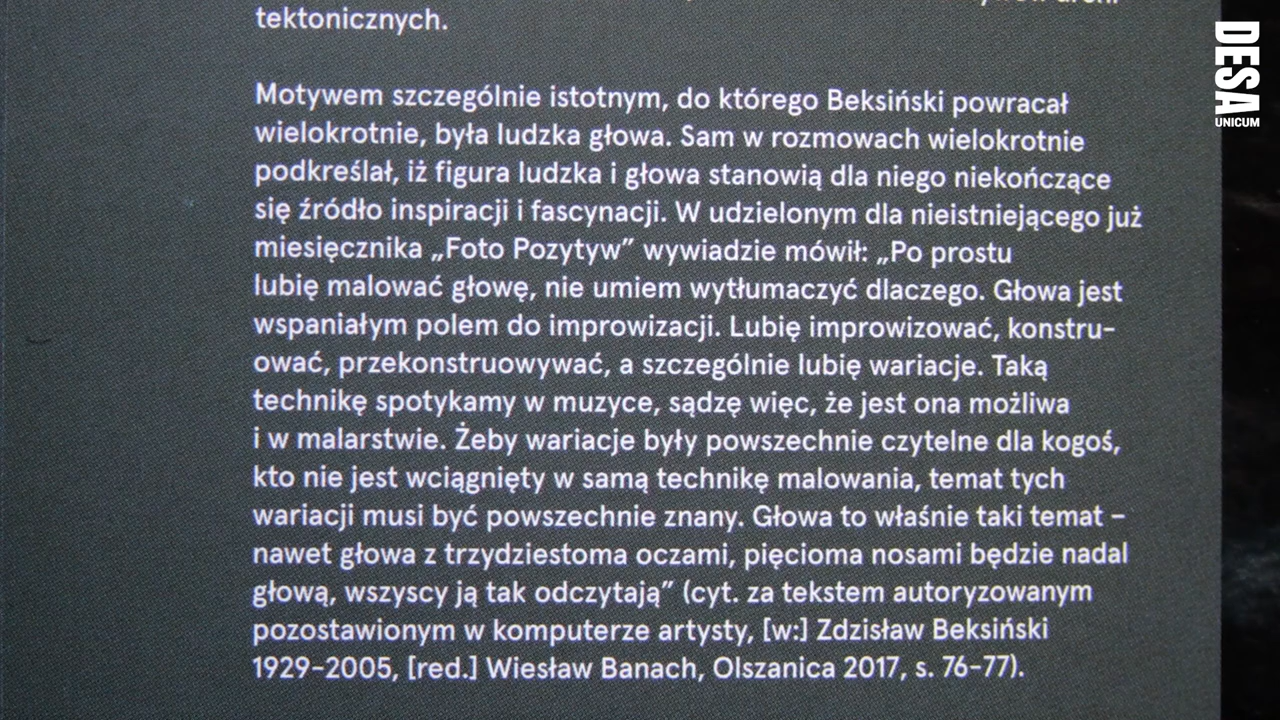 tektonicznych.
Motywem szczególnie istotnym, do którego Beksiński powracał
wielokrotnie, była ludzka głowa. Sam w rozmowach wielokrotnie
podkreślał, iż figura ludzka i głowa stanowią dla niego niekończące
się źródło inspiracji i fascynacji. W udzielonym dla nieistniejącego już
miesięcznika „Foto Pozytyw” wywiadzie mówił: „Po prostu
lubię malować głowę, nie umiem wytłumaczyć dlaczego. Głowa jest
wspaniałym polem do improwizacji. Lubię improwizować, konstru-
ować, przekonstruowywać, a szczególnie lubię wariacje. Taką
technikę spotykamy w muzyce, sądzę więc, że jest ona możliwa
i w malarstwie. Żeby wariacje były powszechnie czytelne dla kogoś,
kto nie jest wciągnięty w samą technikę malowania, temat tych
wariacji musi być powszechnie znany. Głowa to właśnie taki temat –
nawet głowa z trzydziestoma oczami, pięcioma nosami będzie nadal
głową, wszyscy ją tak odczytają” (cyt. za tekstem autoryzowanym
pozostawionym w komputerze artysty, [w:] Zdzisław Beksiński
1929–2005, [red.] Wiesław Banach, Olszanica 2017, s. 76–77).
DESA
UNICUM